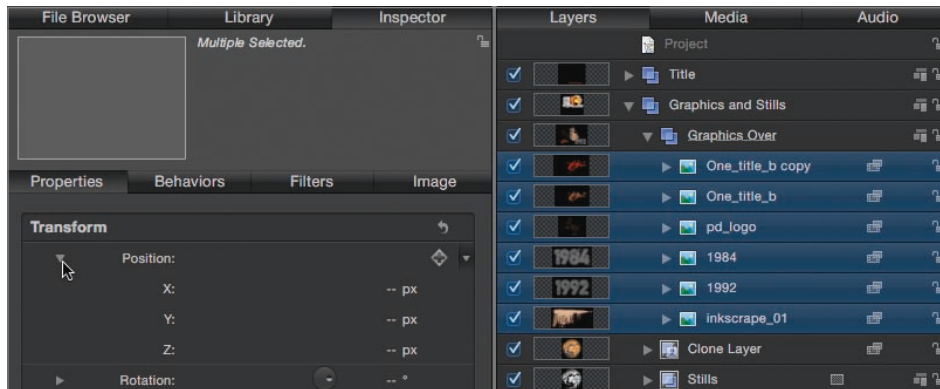 File Browser Library Inspector
Multiple Selected.
Properties Behaviors Filters Image
Transform
Position:
X: -- px
Y: -- px
Z: -- px
Rotation: -- °
Layers Media Audio
Project
Title
Graphics and Stills
Graphics Over
One_title_b copy
One_title_b
pd_logo
1984 1984
1992 1992
inkscrape_01
Clone Layer
Stills